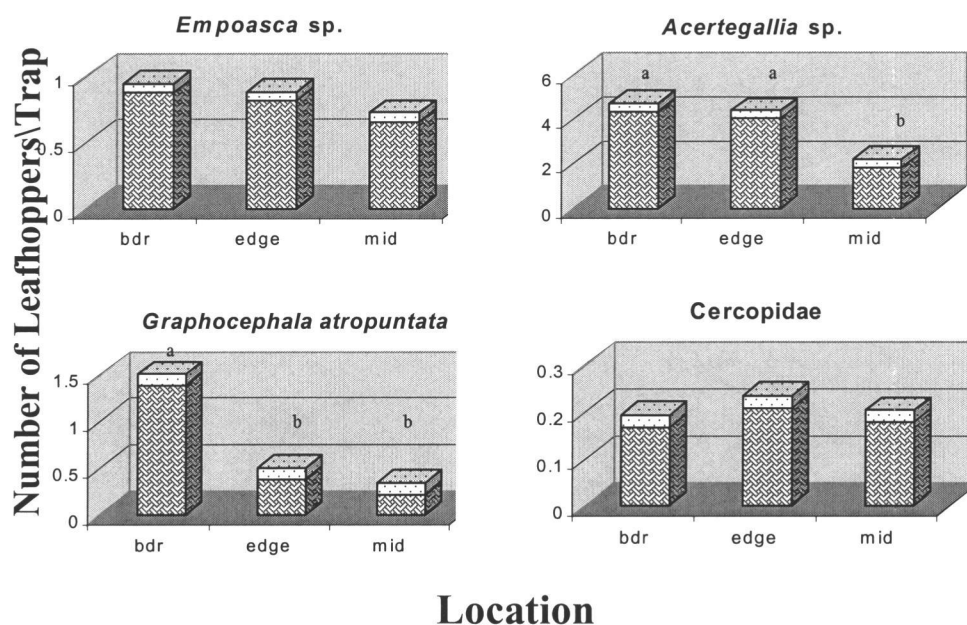 Number of Leafhoppers\Trap
Empoasca sp.
1
0.5
0
bdr edge mid
Acertegallia sp.
6
4
2
0
a a b
bdr edge mid
Graphocephala atropuntata
1.5
1
0.5
0
a b b
bdr edge mid
Cercopidae
0.3
0.2
0.1
0
bdr edge mid
Location